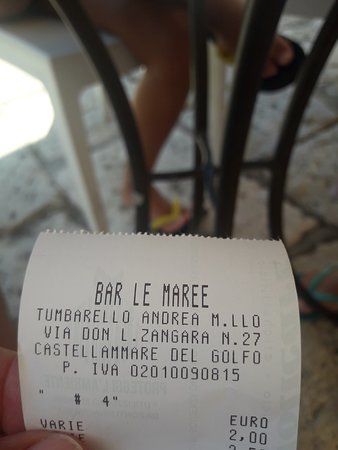 BAR LE MAREE
TUMBARELLO ANDREA M.LLO
VIA DON L.ZANGARA N.27
CASTELLAMMARE DEL GOLFO
P. IVA 02010090815
" # 4"
EURO
VARIE 2,00